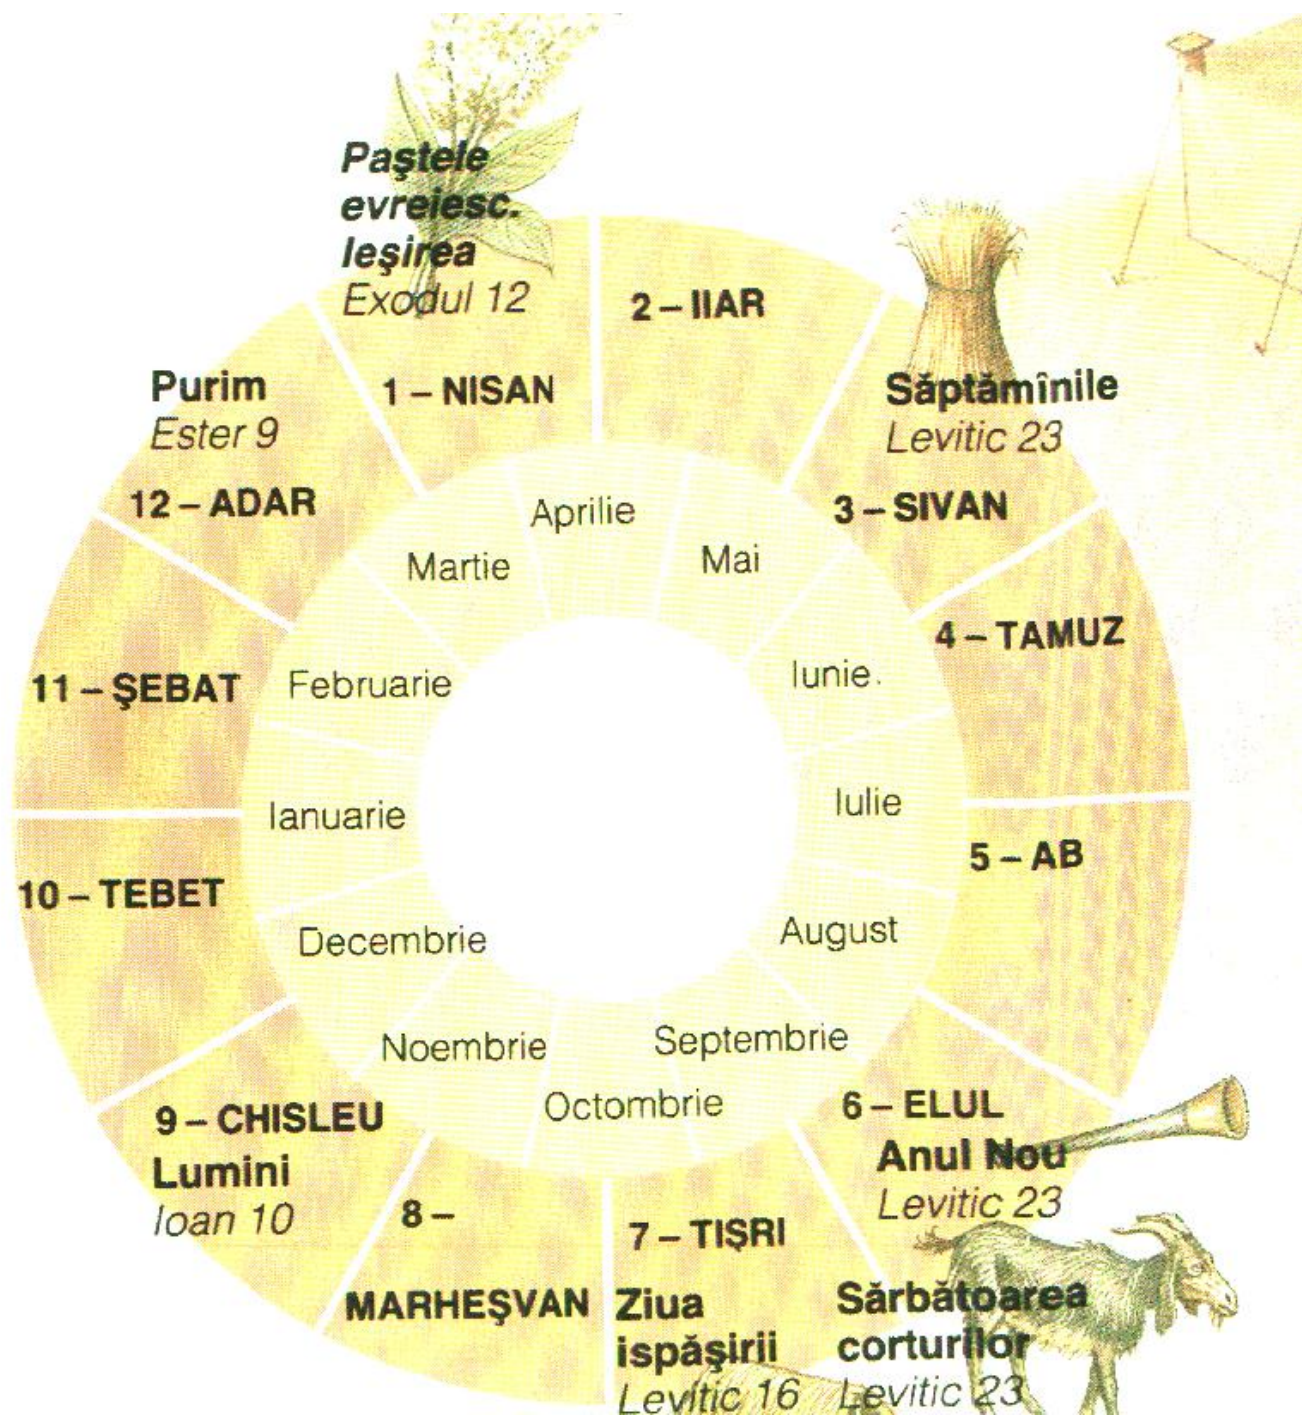 Paştele
evreiesc.
Ieşirea
Exodul 12
1 – NISAN
2 – IIAR
Săptămînile
Levitic 23
3 – SIVAN
4 – TAMUZ
5 – AB
6 – ELUL
Anul Nou
Levitic 23
7 – TIŞRI
Ziua
ispăşirii
Levitic 16
Sărbătoarea
corturilor
Levitic 23
8 –
MARHEŞVAN
9 – CHISLEU
Lumini
Ioan 10
10 – TEBET
11 – ŞEBAT
Purim
Ester 9
12 – ADAR
Ianuarie
Februarie
Martie
Aprilie
Mai
Iunie.
Iulie
August
Septembrie
Octombrie
Noembrie
Decembrie